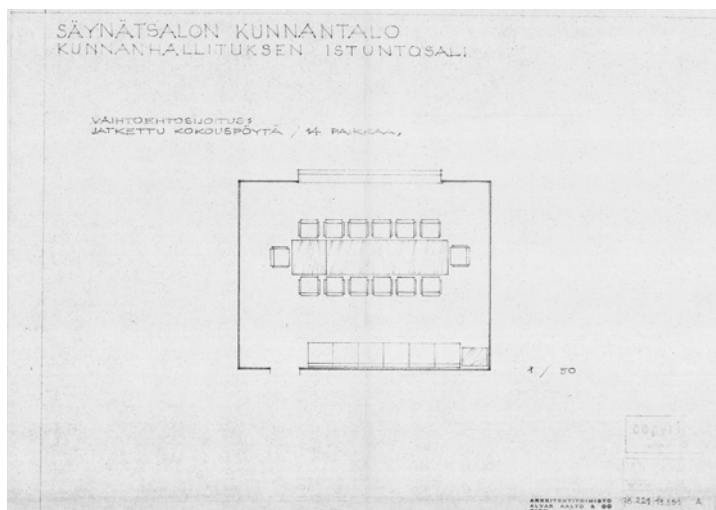 SÄYNÄTSALON KUNNANTALO
KUNNANHALLITUKSEN ISTUNTOSALI.
VAIHTOEHTOSIJOITUS:
JATKETTU KOKOUSPÖYTÄ / 14 PAIKKAA,
1 / 50
ARKKITEHTITOIMISTO
ALVAR AALTO & CO
A